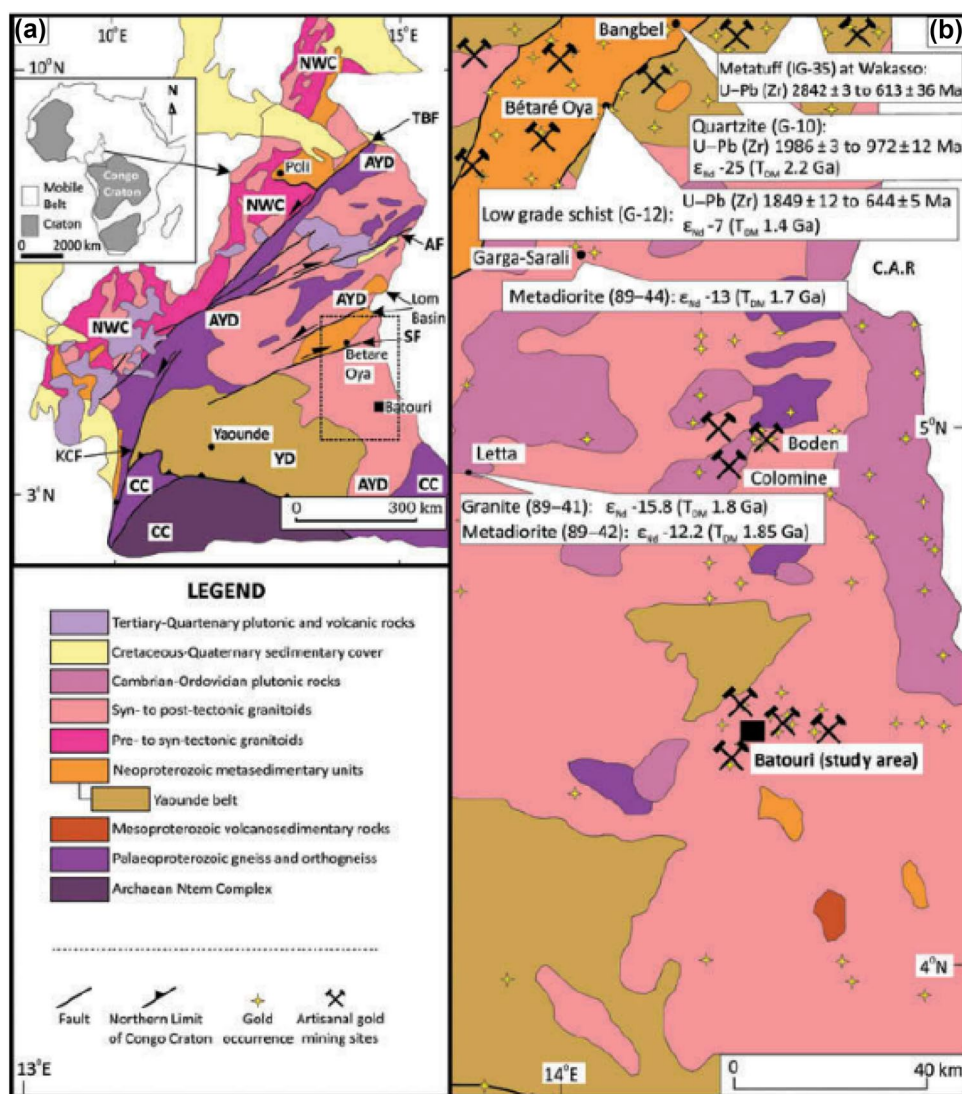 (a)
10°E
15°E
10°N
NWC
TBF
N
Congo
Craton
Mobile
Belt
Craton
0 2000 km
Poli
AYD
NWC
AF
AYD
Lom
Basin
NWC
AYD
SF
Betare
Oya
Batouri
Yaounde
KCF
YD
CC
AYD
CC
3°N
CC
0 300 km
LEGEND
Tertiary-Quartenary plutonic and volcanic rocks
Cretaceous-Quaternary sedimentary cover
Cambrian-Ordovician plutonic rocks
Syn- to post-tectonic granitoids
Pre- to syn-tectonic granitoids
Neoproterozoic metasedimentary units
Yaounde belt
Mesoproterozoic volcanosedimentary rocks
Palaeoproterozoic gneiss and orthogneiss
Archaean Ntem Complex
Fault
Northern Limit
of Congo Craton
Gold
occurrence
Artisanal gold
mining sites
13°E
(b)
Bangbel
Metatuff (IG-35) at Wakasso:
U–Pb (Zr) 2842 ± 3 to 613 ± 36 Ma
Bétaré Oya
Quartzite (G-10):
U–Pb (Zr) 1986 ± 3 to 972 ± 12 Ma
εNd -25 (TDM 2.2 Ga)
Low grade schist (G-12):
U–Pb (Zr) 1849 ± 12 to 644 ± 5 Ma
εNd -7 (TDM 1.4 Ga)
Garga-Sarali
C.A.R
Metadiorite (89–44): εNd -13 (TDM 1.7 Ga)
5°N
Boden
Letta
Colomine
Granite (89–41): εNd -15.8 (TDM 1.8 Ga)
Metadiorite (89–42): εNd -12.2 (TDM 1.85 Ga)
Batouri (study area)
4°N
14°E
0 40 km